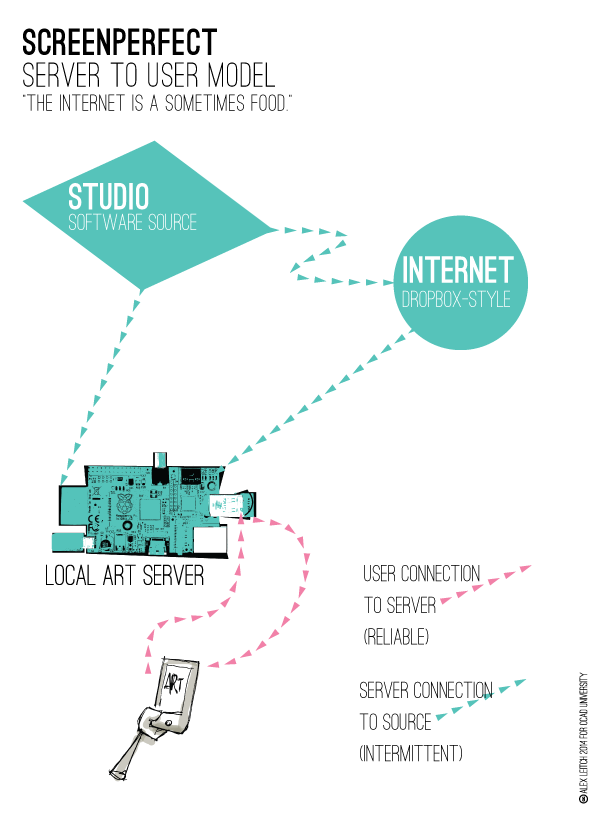 SCREENPERFECT
SERVER TO USER MODEL
"THE INTERNET IS A SOMETIMES FOOD."
STUDIO
SOFTWARE SOURCE
INTERNET
DROPBOX-STYLE
LOCAL ART SERVER
ART
USER CONNECTION
TO SERVER
(RELIABLE)
SERVER CONNECTION
TO SOURCE
(INTERMITTENT)
ALEX LEITCH 2014 FOR OCAD UNIVERSITY